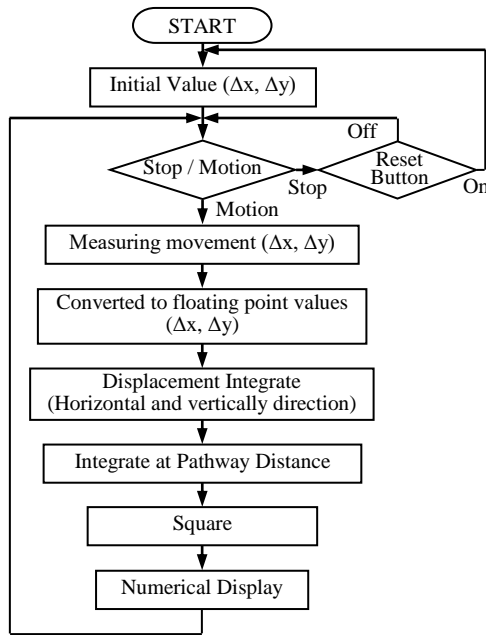 START
Initial Value (Δx, Δy)
Off
Stop / Motion
Reset
Button
Stop
On
Motion
Measuring movement (Δx, Δy)
Converted to floating point values
(Δx, Δy)
Displacement Integrate
(Horizontal and vertically direction)
Integrate at Pathway Distance
Square
Numerical Display